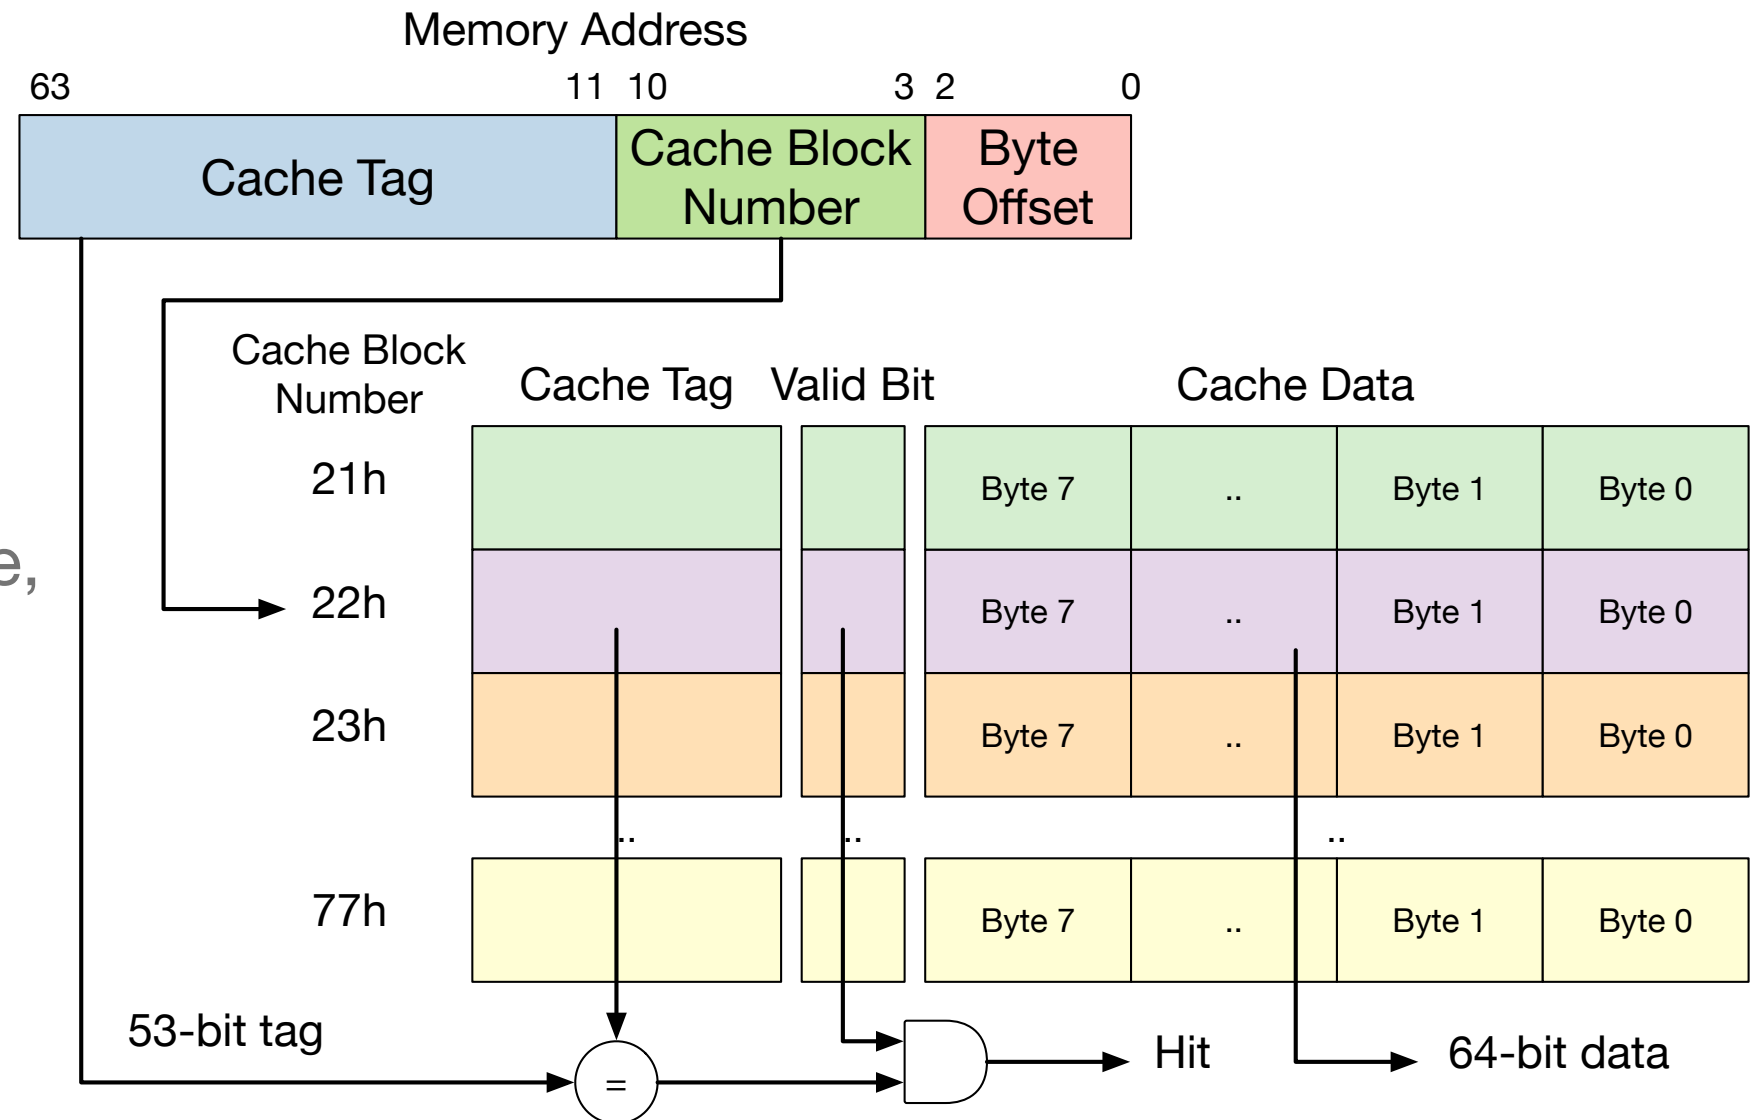 Memory Address
63 11 10 3 2 0
Cache Tag
Cache Block
Number
Byte
Offset
Cache Block
Number
Cache Tag Valid Bit Cache Data
21h
Byte 7 .. Byte 1 Byte 0
e,
22h
Byte 7 .. Byte 1 Byte 0
23h
Byte 7 .. Byte 1 Byte 0
.. .. ..
77h
Byte 7 .. Byte 1 Byte 0
53-bit tag
=
Hit
64-bit data